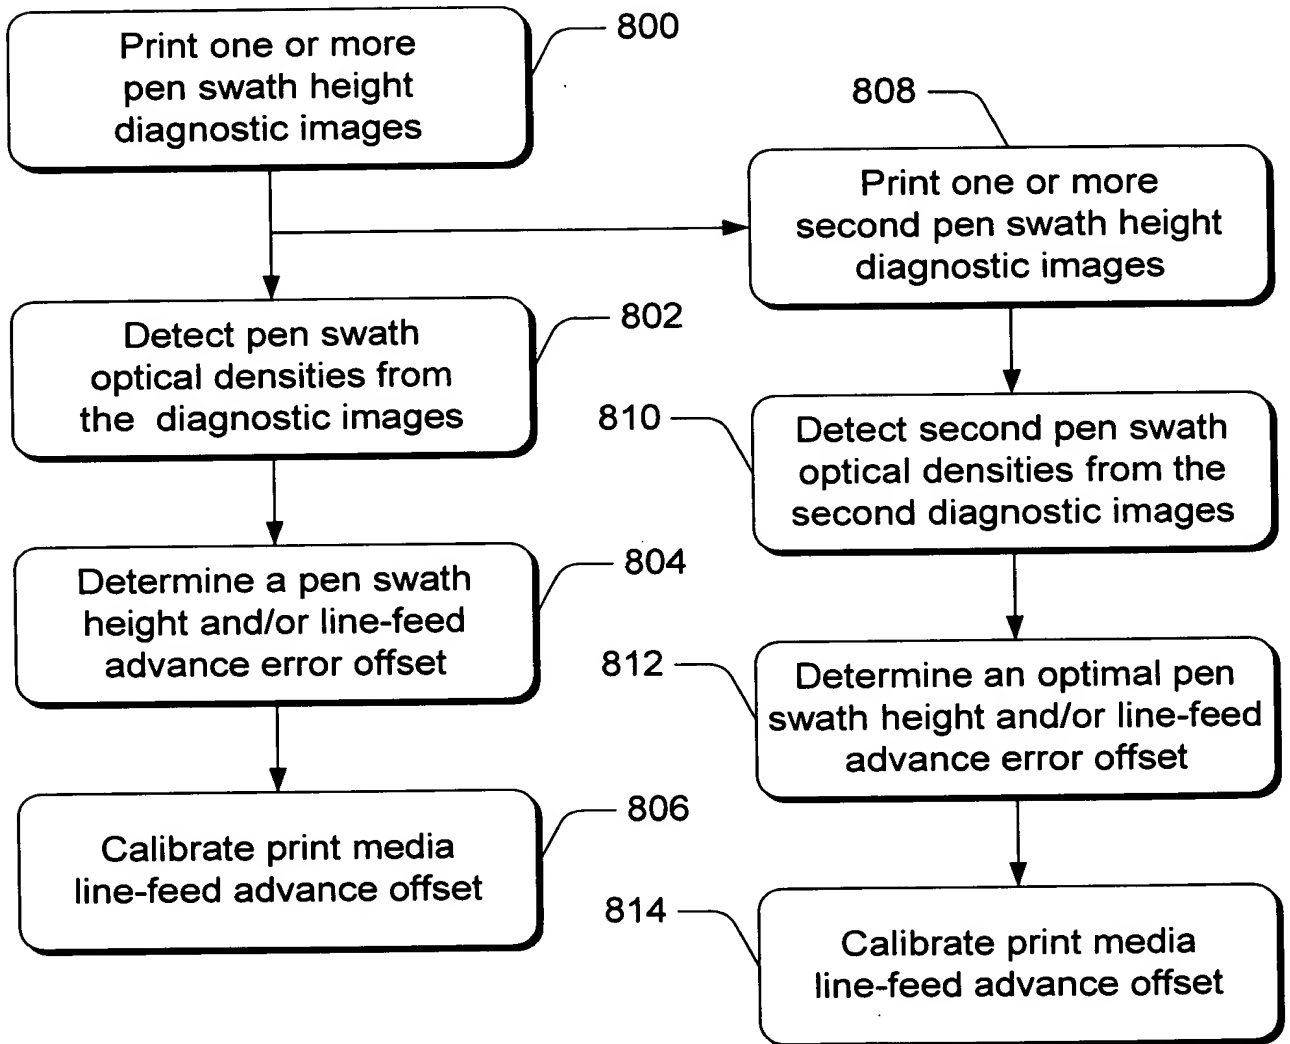 Print one or more
pen swath height
diagnostic images
800
808
Print one or more
second pen swath height
diagnostic images
Detect pen swath
optical densities from
the diagnostic images
802
810
Detect second pen swath
optical densities from the
second diagnostic images
Determine a pen swath
height and/or line-feed
advance error offset
804
812
Determine an optimal pen
swath height and/or line-feed
advance error offset
Calibrate print media
line-feed advance offset
806
814
Calibrate print media
line-feed advance offset